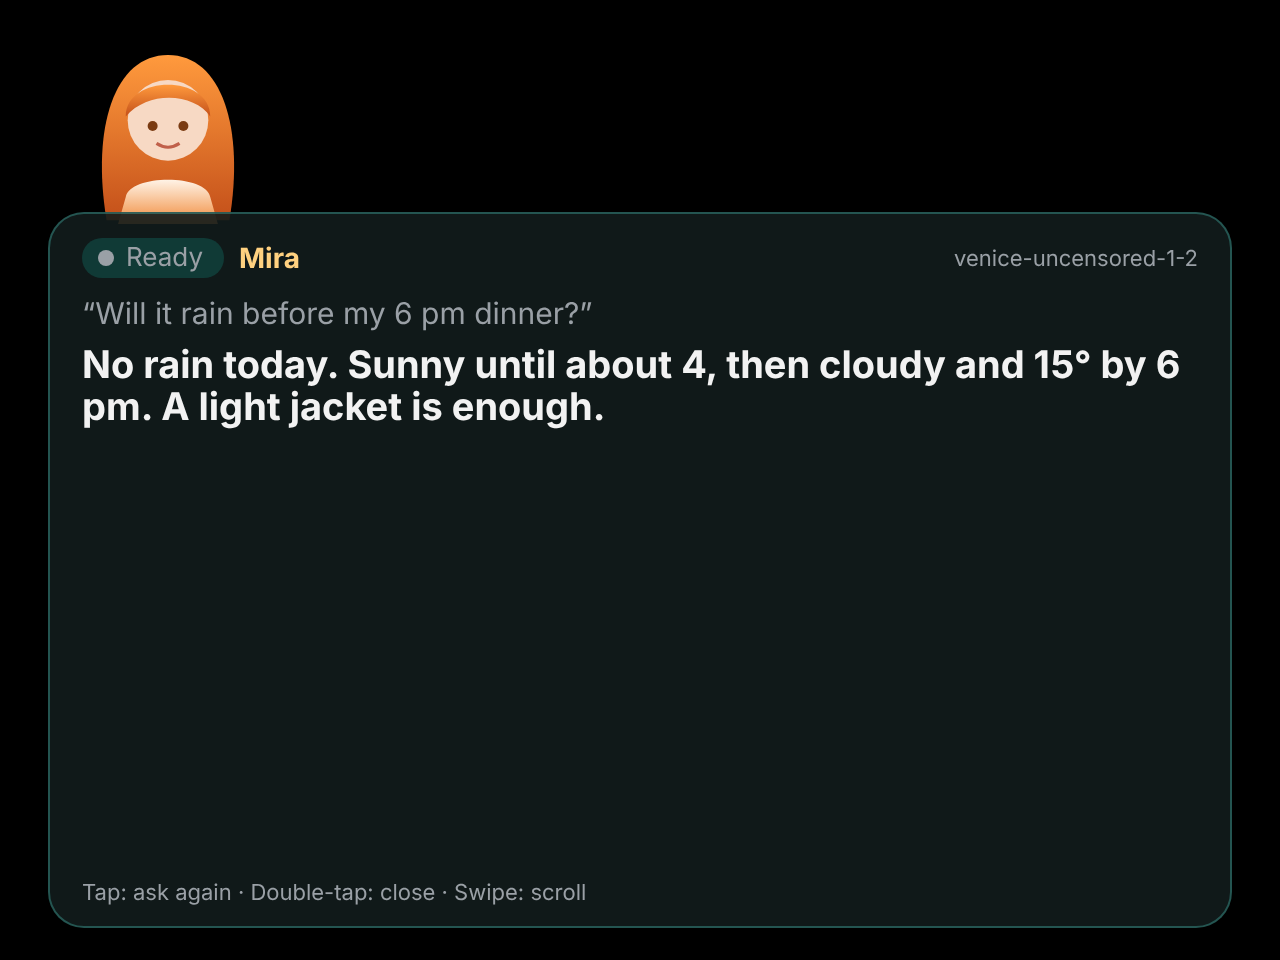 Ready
Mira
venice-uncensored-1-2
“Will it rain before my 6 pm dinner?”
No rain today. Sunny until about 4, then cloudy and 15° by 6
pm. A light jacket is enough.
Tap: ask again · Double-tap: close · Swipe: scroll